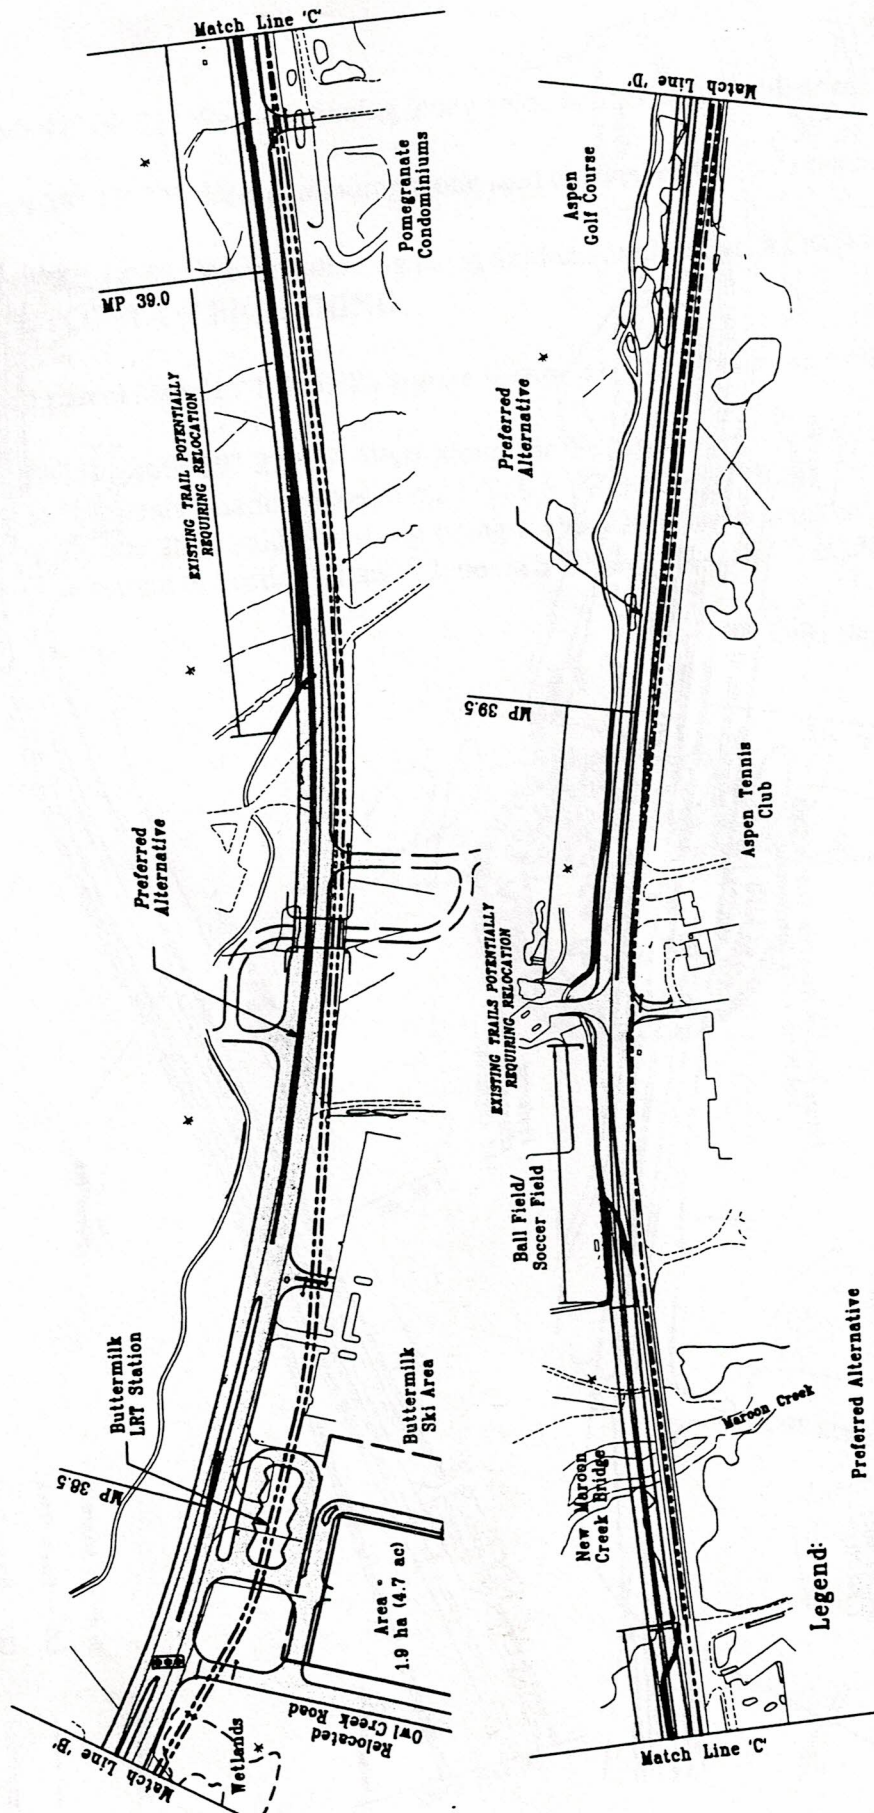 Match Line 'C'
Pomegranate
Condominiums
MP 39.0
EXISTING TRAIL POTENTIALLY
REQUIRING RELOCATION
Preferred
Alternative
Buttermilk
LRT Station
MP 38.5
Buttermilk
Ski Area
Area =
1.9 ha (4.7 ac)
Relocated
Owl Creek Road
Wetlands
Match Line 'B'
Match Line 'D'
Aspen
Golf Course
Preferred
Alternative
MP 39.5
Aspen Tennis
Club
EXISTING TRAILS POTENTIALLY
REQUIRING RELOCATION
Ball Field/
Soccer Field
Maroon Creek
New Maroon
Creek Bridge
Match Line 'C'
Legend:
Preferred Alternative